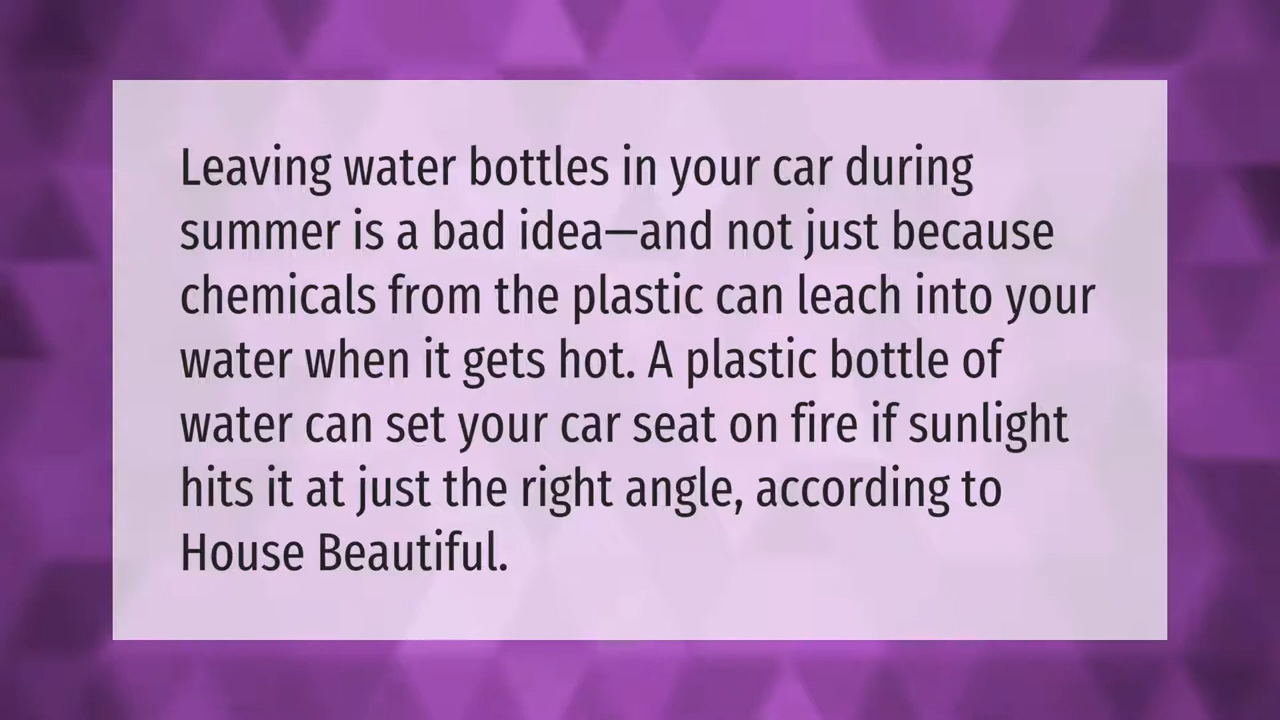 Leaving water bottles in your car during
summer is a bad idea—and not just because
chemicals from the plastic can leach into your
water when it gets hot. A plastic bottle of
water can set your car seat on fire if sunlight
hits it at just the right angle, according to
House Beautiful.